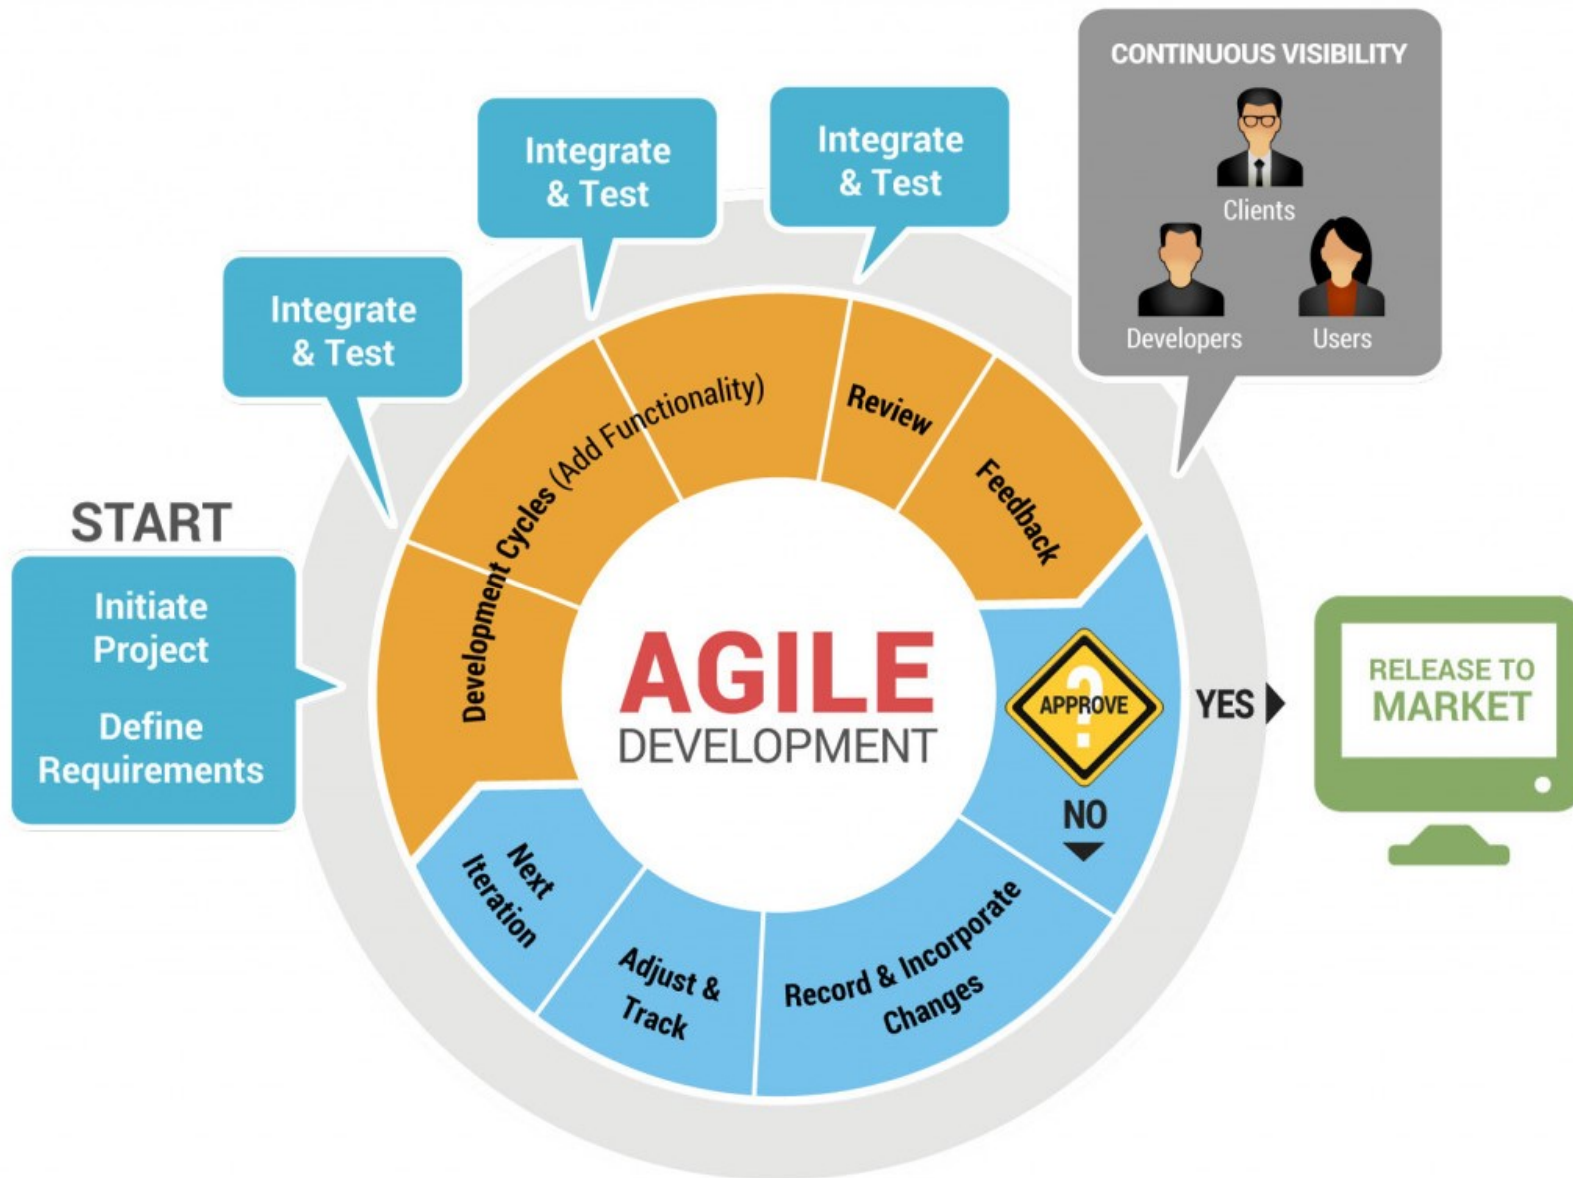 START
Initiate
Project
Define
Requirements
Integrate
& Test
Integrate
& Test
Integrate
& Test
CONTINUOUS VISIBILITY
Clients
Developers
Users
Development Cycles (Add Functionality)
Review
Feedback
AGILE
DEVELOPMENT
?
APPROVE
YES
NO
RELEASE TO
MARKET
Record & Incorporate
Changes
Adjust &
Track
Next
Iteration